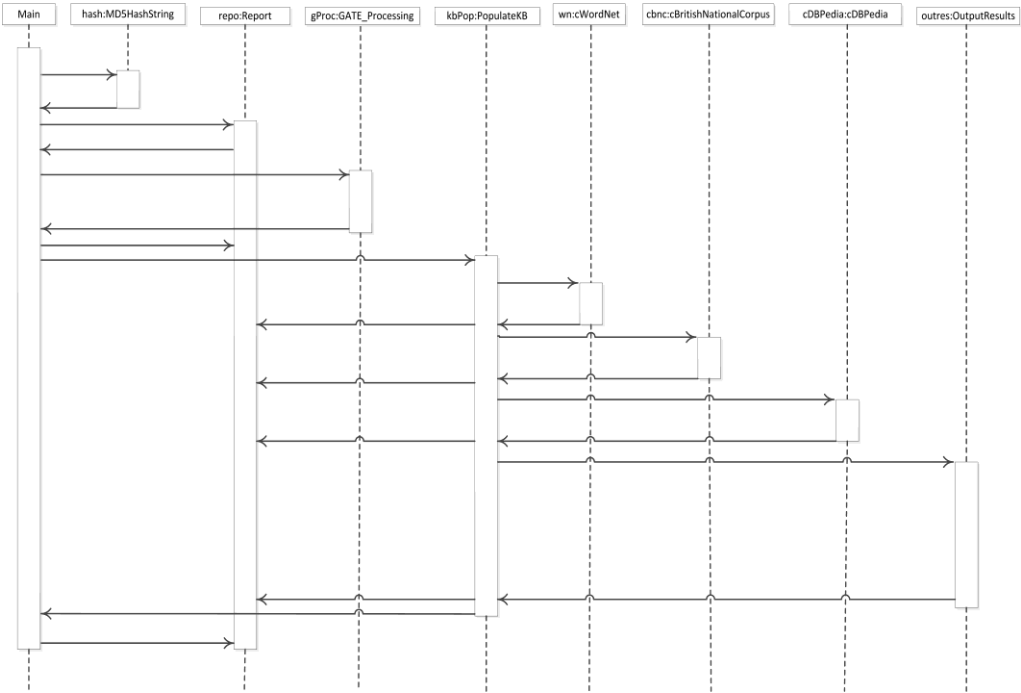 Main
hash:MD5HashString
repo:Report
gProc:GATE_Processing
kbPop:PopulateKB
wn:cWordNet
cbnc:cBritishNationalCorpus
cDBPedia:cDBPedia
outres:OutputResults